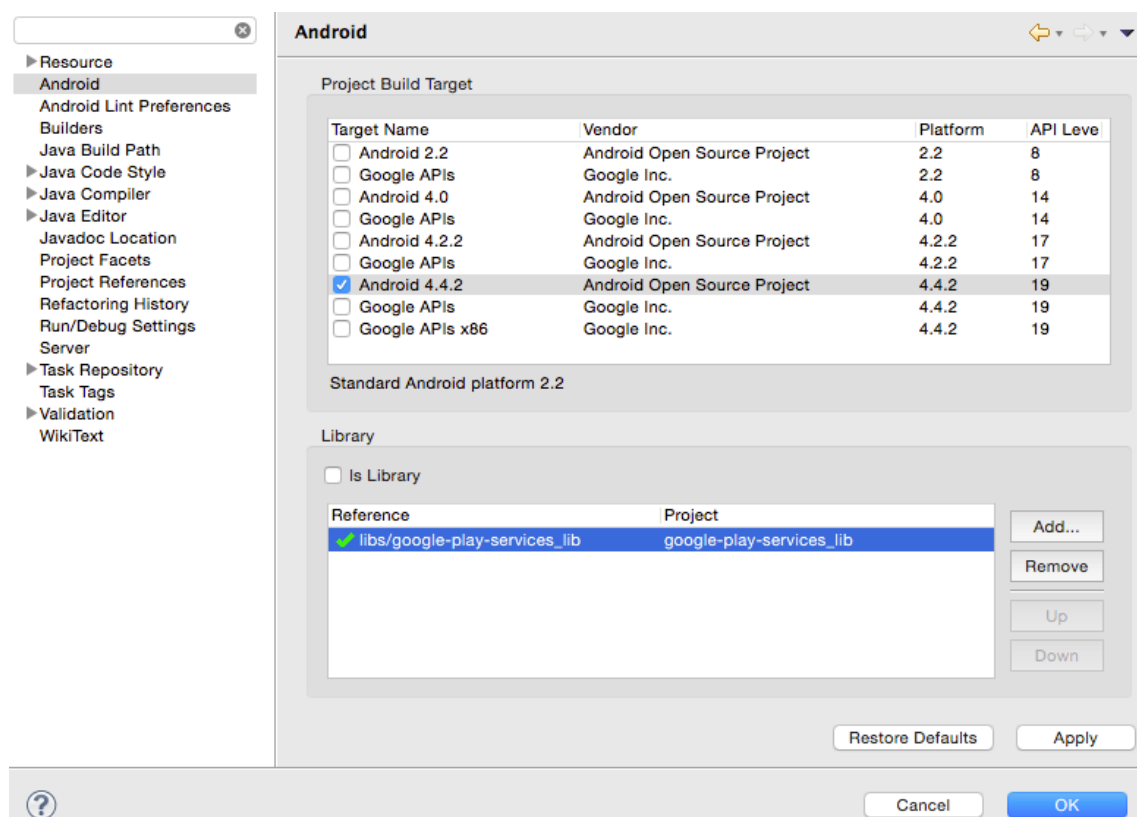 Android
Resource
Android
Android Lint Preferences
Builders
Java Build Path
Java Code Style
Java Compiler
Java Editor
Javadoc Location
Project Facets
Project References
Refactoring History
Run/Debug Settings
Server
Task Repository
Task Tags
Validation
WikiText
Project Build Target
Target Name Vendor Platform API Leve
Android 2.2 Android Open Source Project 2.2 8
Google APIs Google Inc. 2.2 8
Android 4.0 Android Open Source Project 4.0 14
Google APIs Google Inc. 4.0 14
Android 4.2.2 Android Open Source Project 4.2.2 17
Google APIs Google Inc. 4.2.2 17
Android 4.4.2 Android Open Source Project 4.4.2 19
Google APIs Google Inc. 4.4.2 19
Google APIs x86 Google Inc. 4.4.2 19
Standard Android platform 2.2
Library
Is Library
Reference Project
libs/google-play-services_lib google-play-services_lib
Add...
Remove
Up
Down
Restore Defaults Apply
? Cancel OK